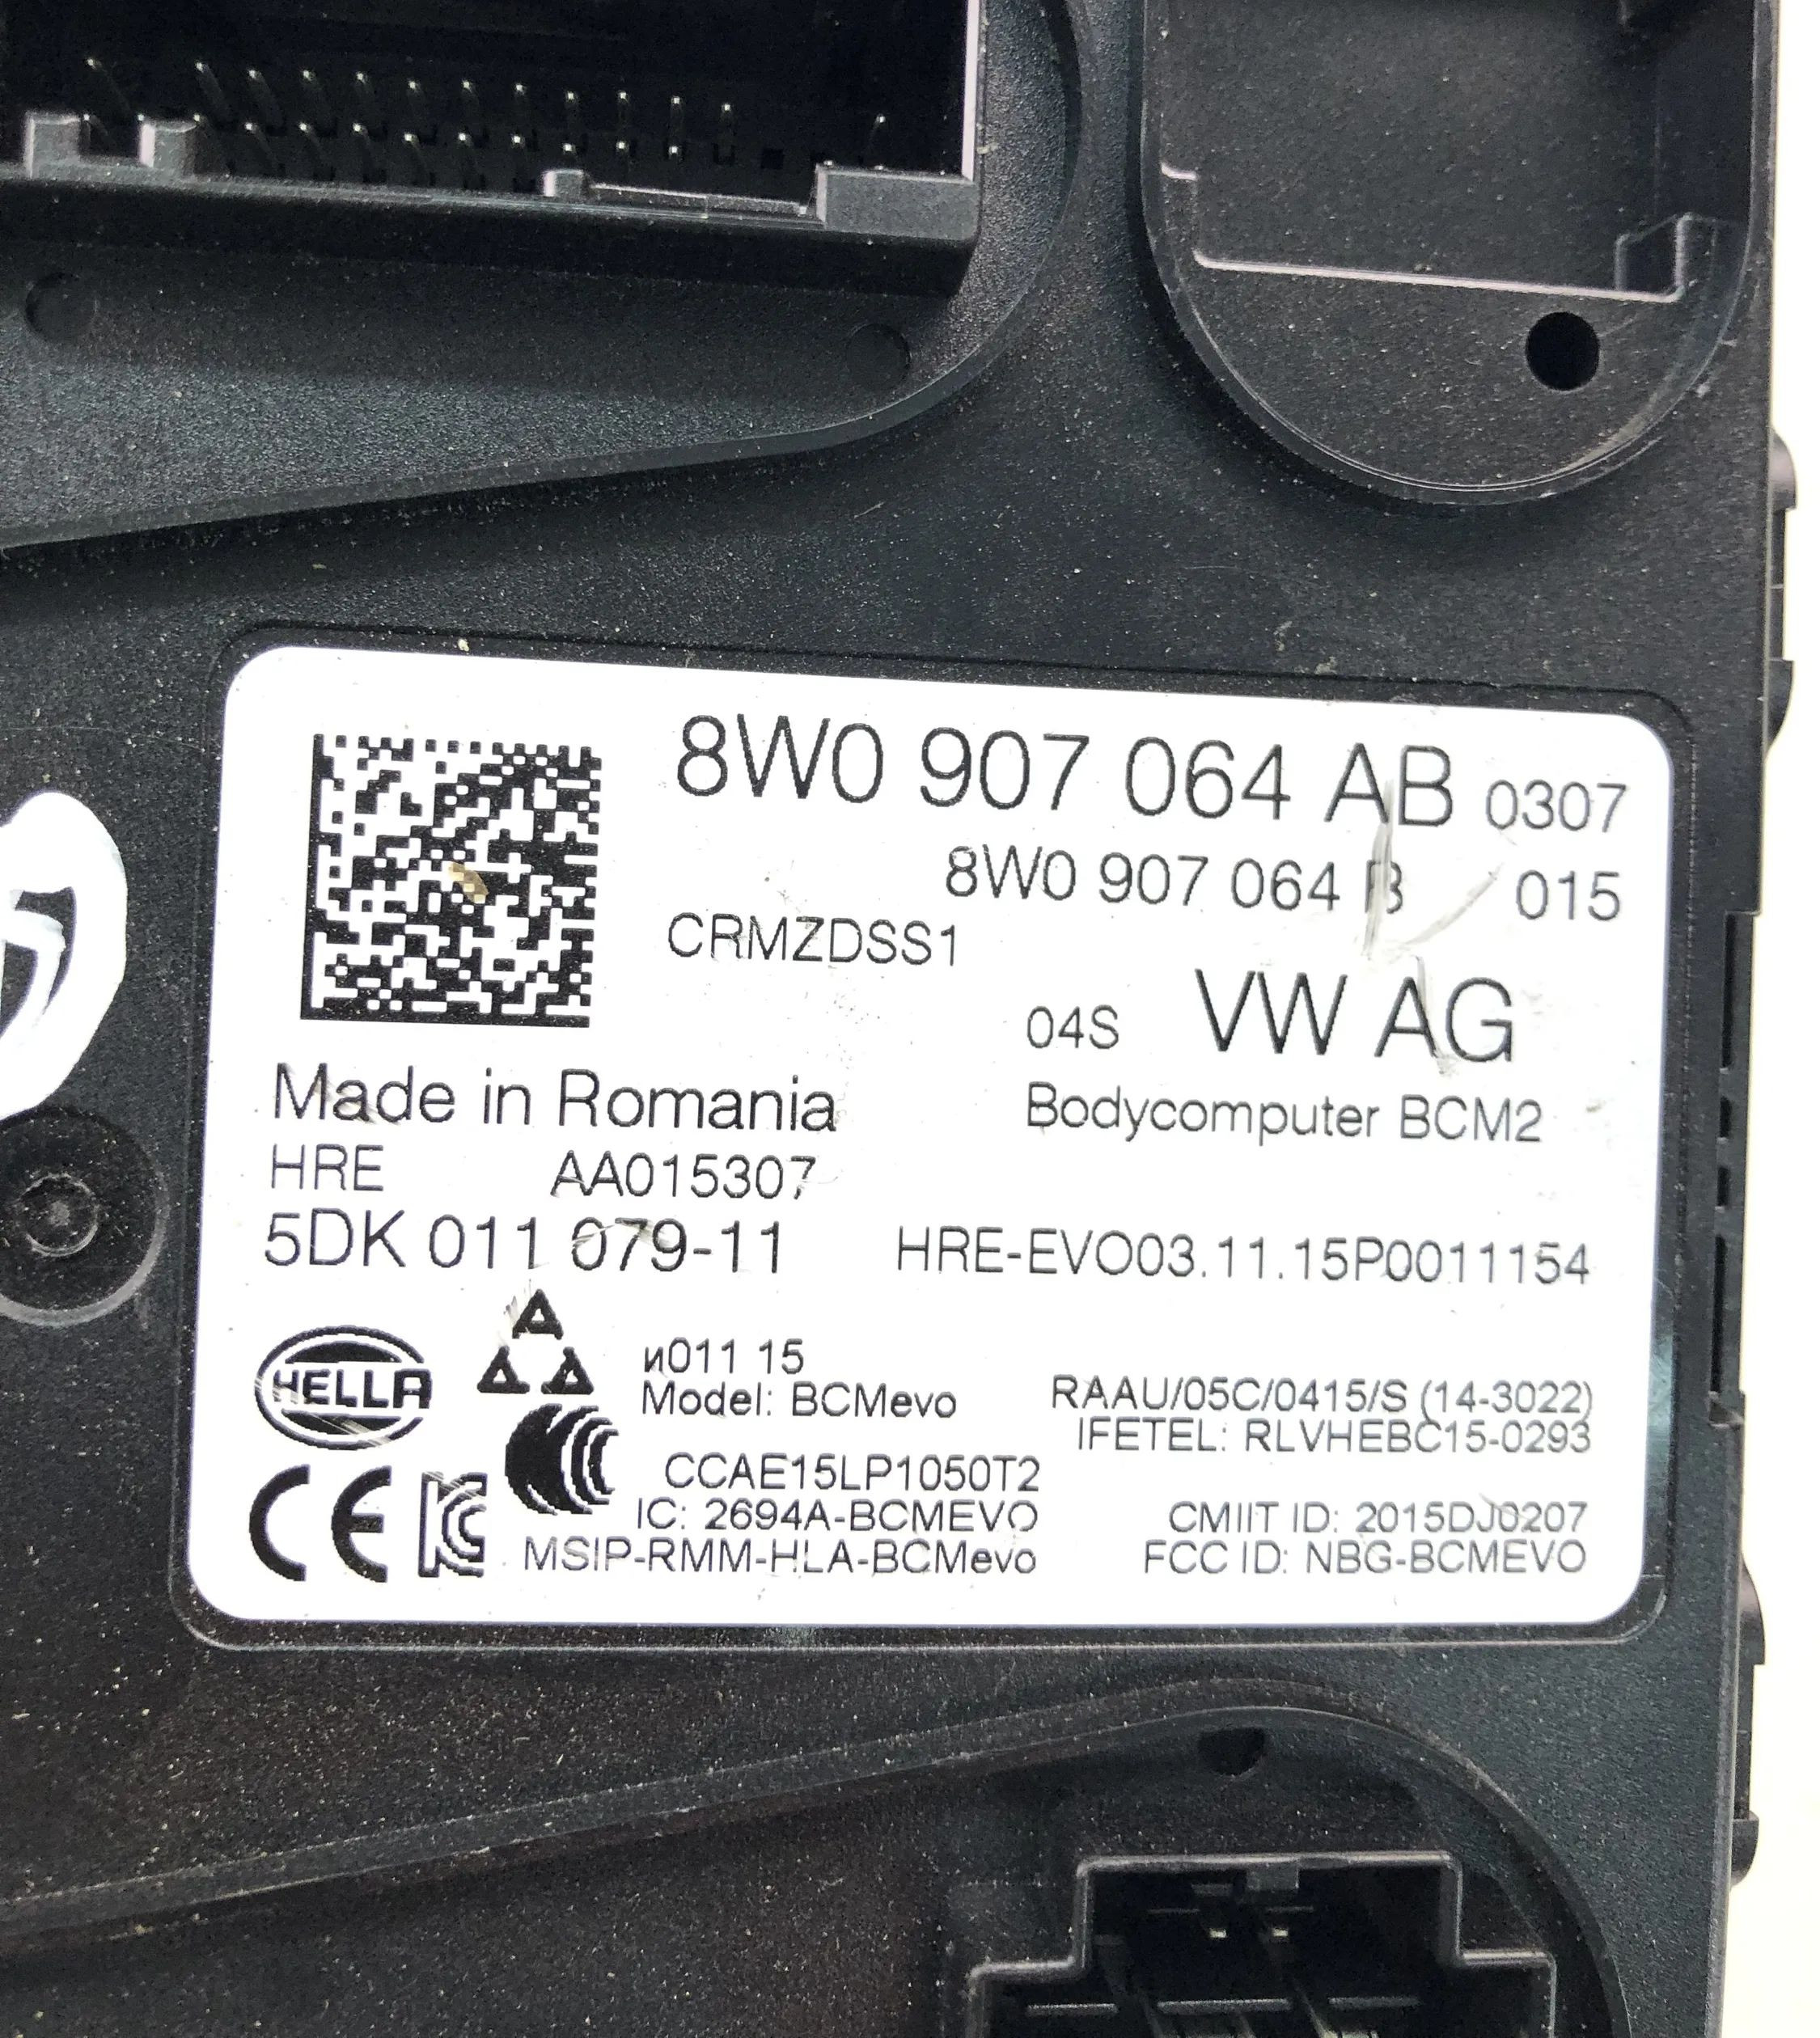 8W0 907 064 AB 0307
8W0 907 064 B 015
CRMZDSS1
04S VW AG
Made in Romania
Bodycomputer BCM2
HRE AA015307
5DK 011 079-11 HRE-EVO03.11.15P0011154
HELLA
и011 15
Model: BCMevo
RAAU/05C/0415/S (14-3022)
IFETEL: RLVHEBC15-0293
CCAE15LP1050T2
IC: 2694A-BCMEVO
CMIIT ID: 2015DJ0207
CE
MSIP-RMM-HLA-BCMevo
FCC ID: NBG-BCMEVO